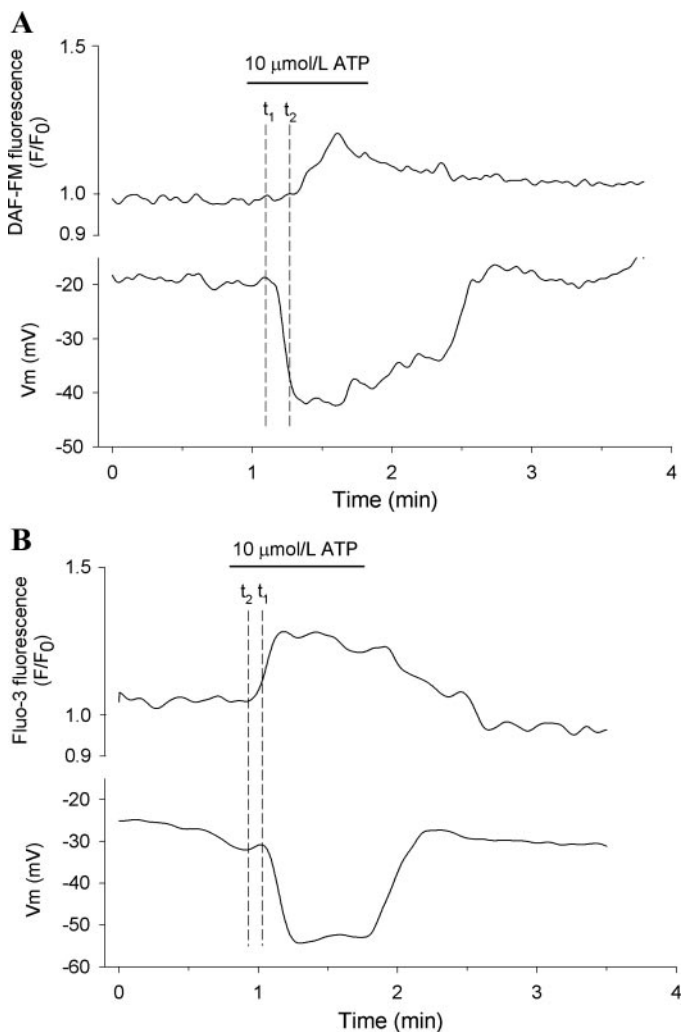 A
1.5
10 μmol/L ATP
t1 t2
DAF-FM fluorescence
(F/F0)
1.0
0.9
-20
-30
-40
-50
Vm (mV)
0 1 2 3 4
Time (min)
B
1.5
10 μmol/L ATP
t2 t1
Fluo-3 fluorescence
(F/F0)
1.0
0.9
-20
-30
-40
-50
-60
Vm (mV)
0 1 2 3 4
Time (min)